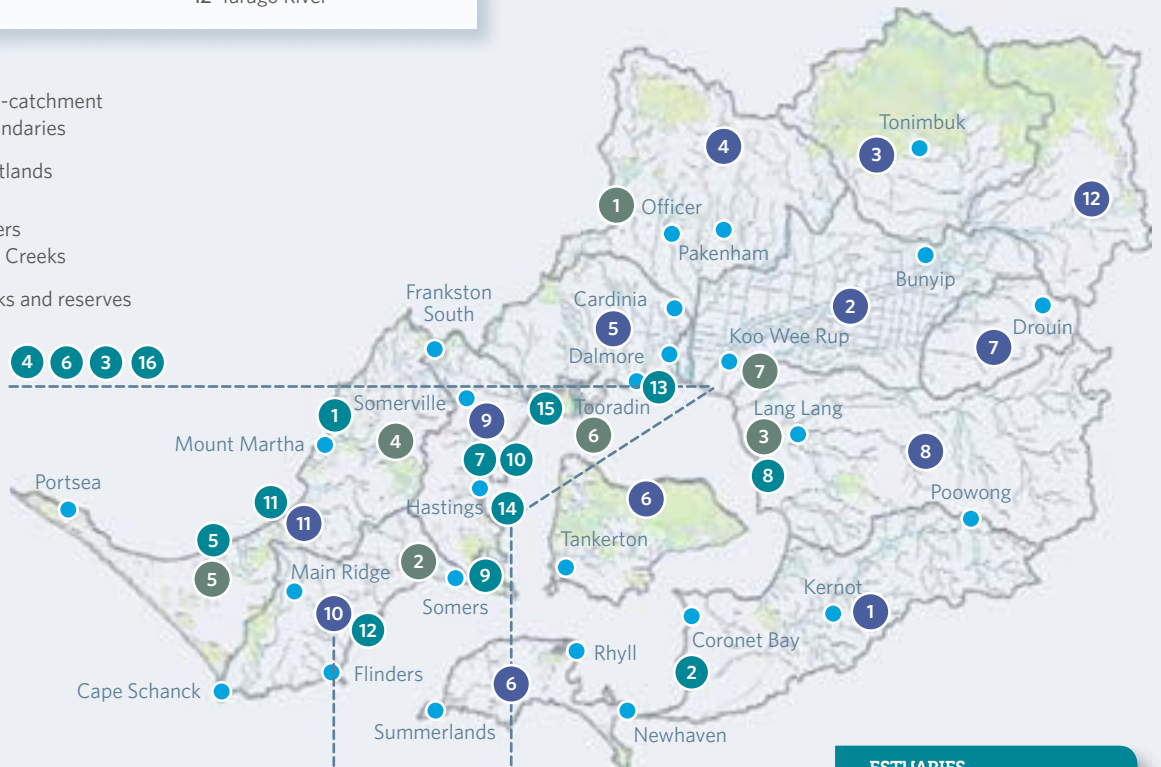 12 Tarago River
-catchment
ndaries
tlands
ers
Creeks
ks and reserves
4 6 3 16
Tonimbuk
4
3
12
1
Officer
Pakenham
Bunyip
Frankston
South
Cardinia
2
5
Koo Wee Rup
Drouin
7
Dalmore
7
13
Somerville
15
Tooradin
Lang Lang
1
9
4
6
3
Mount Martha
8
7 10
8
Portsea
6
Poowong
Hastings
14
11
11
5
Tankerton
5
2
Main Ridge
9
Kernot
Somers
10
1
12
Coronet Bay
Rhyll
Flinders
2
Cape Schanck
6
Summerlands
Newhaven
ESTUARIES